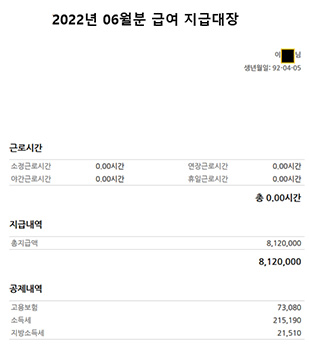 2022년 06월분 급여 지급대장
이 님
생년월일: 92-04-05
근로시간
소정근로시간 0.00시간 연장근로시간 0.00시간
야간근로시간 0.00시간 휴일근로시간 0.00시간
총 0.00시간
지급내역
총지급액 8,120,000
8,120,000
공제내역
고용보험 73,080
소득세 215,190
지방소득세 21,510